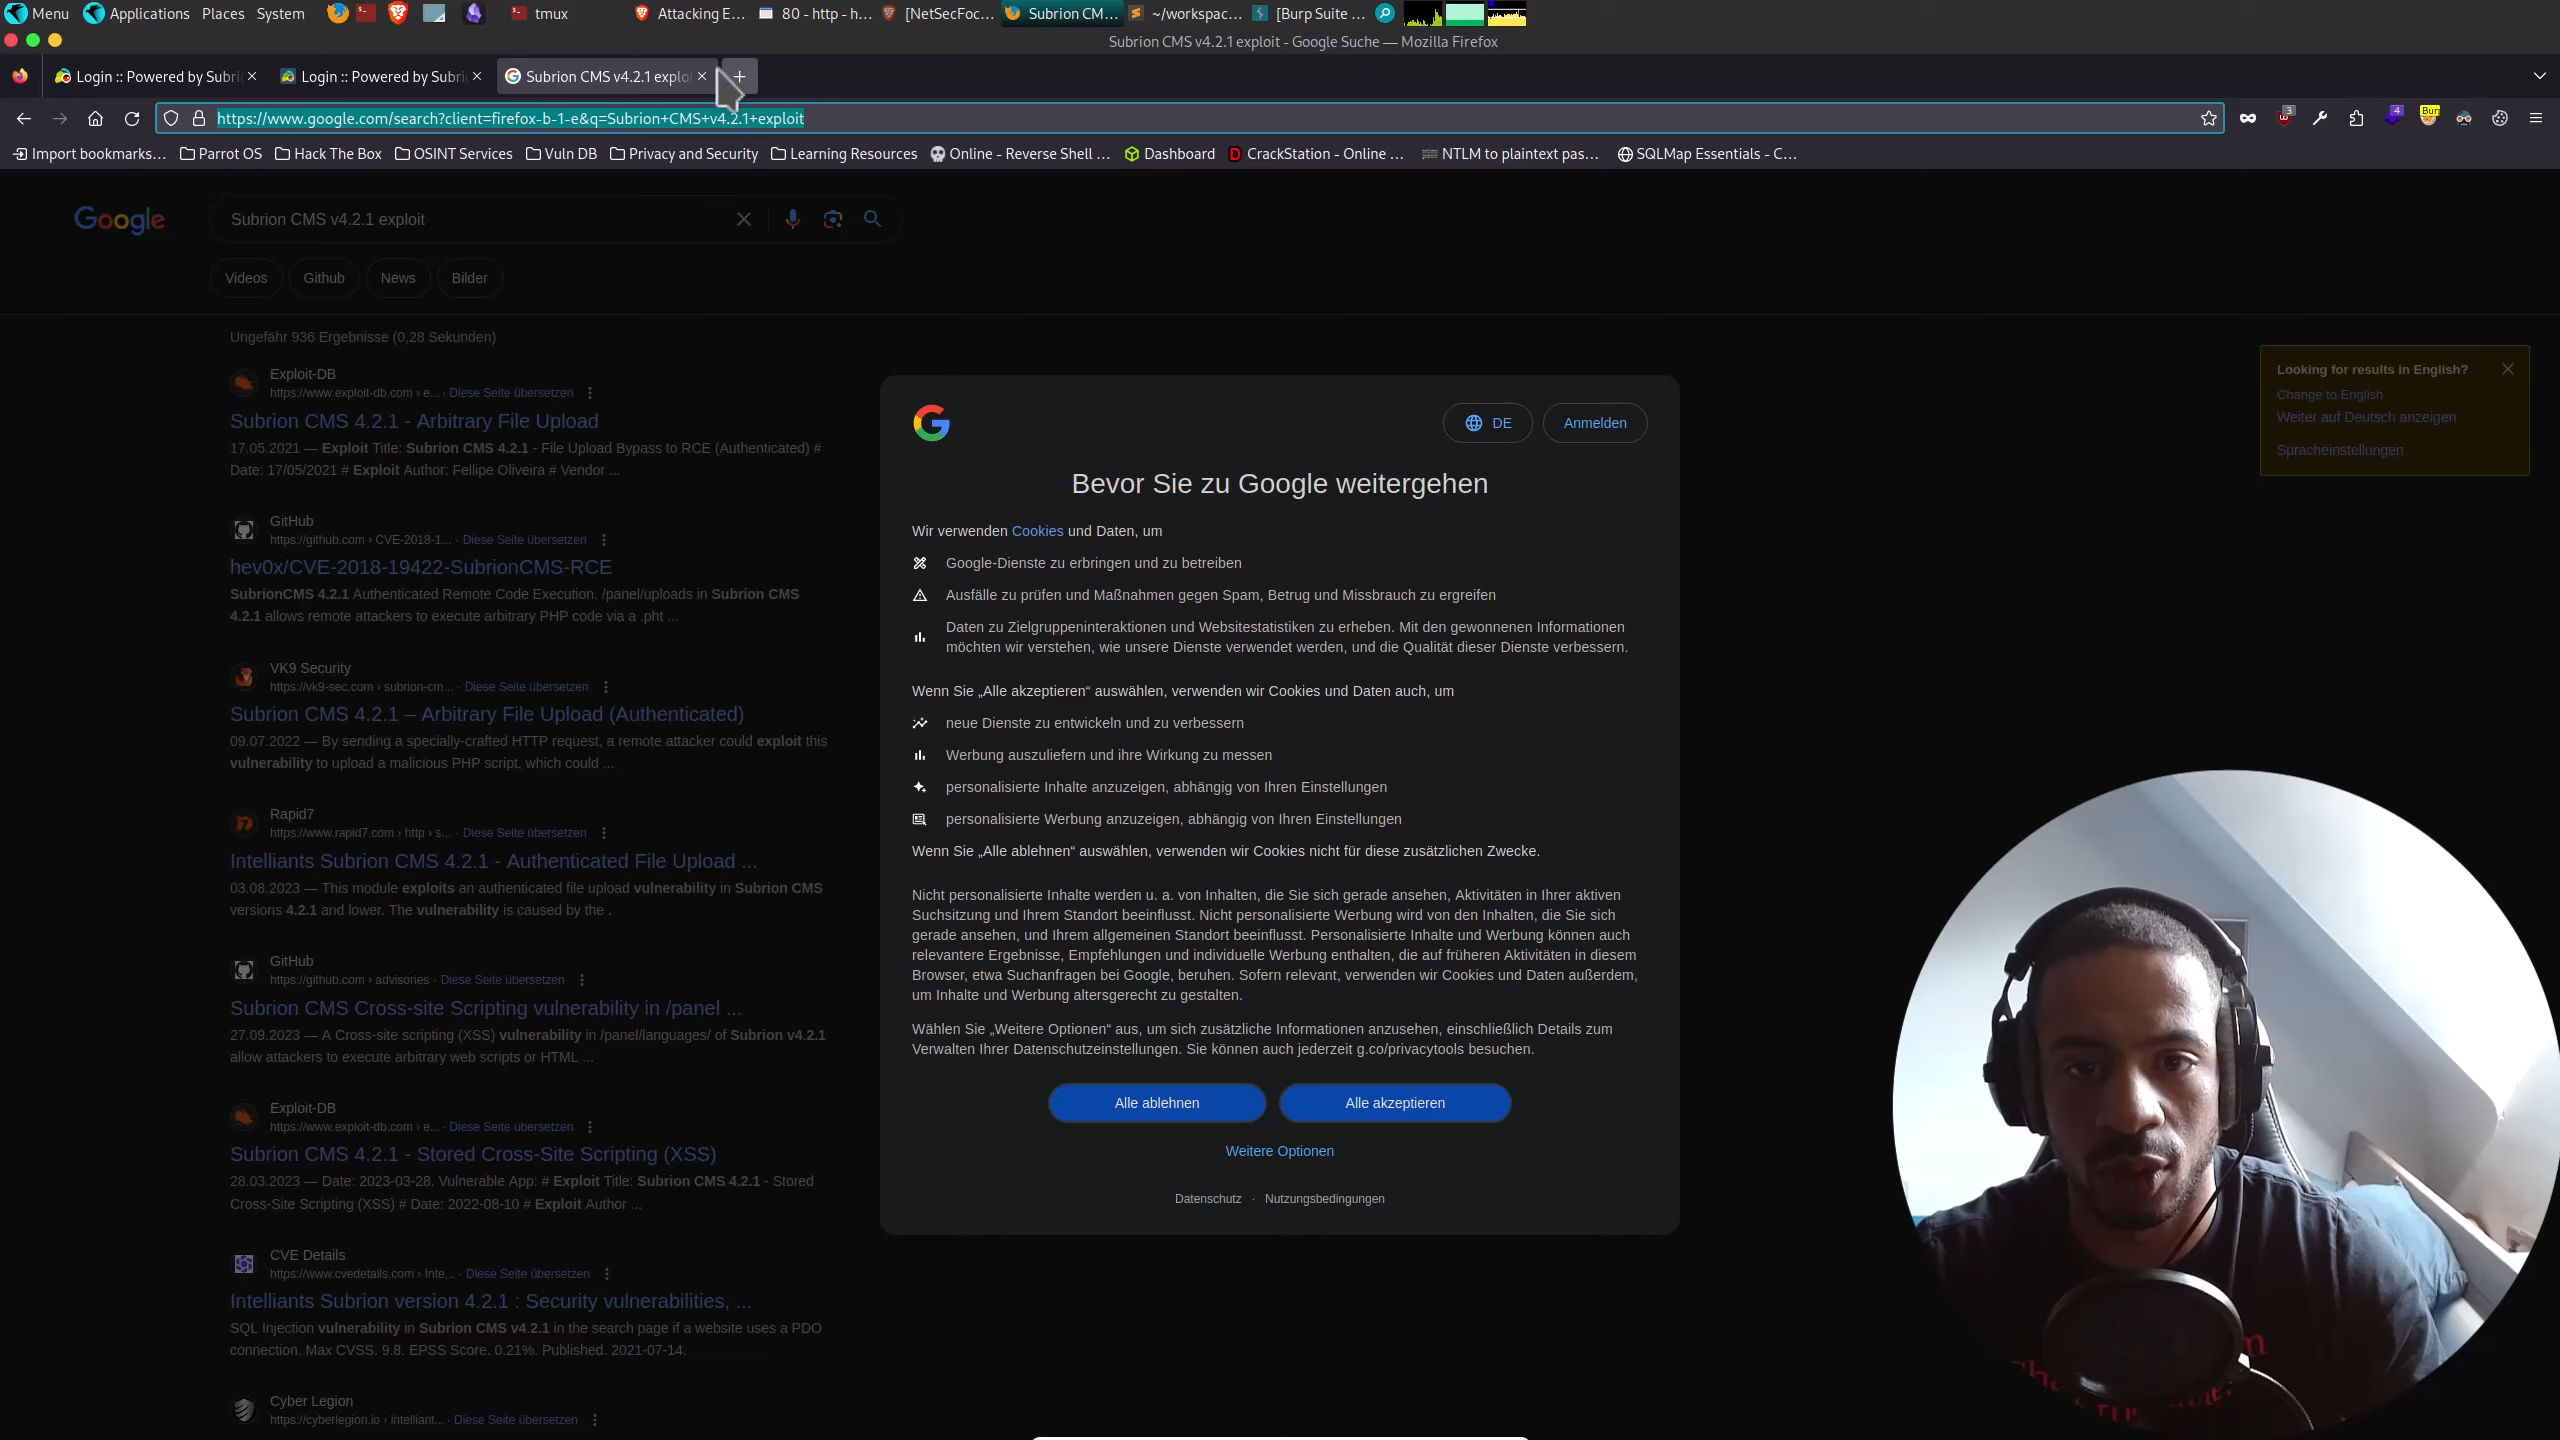 Menu Applications Places System tmux Attacking E... 80 - http - h... [NetSecFoc... Subrion CM... ~/workspac... [Burp Suite ...
Subrion CMS v4.2.1 exploit - Google Suche — Mozilla Firefox
Login :: Powered by Subri Login :: Powered by Subri Subrion CMS v4.2.1 exploi
https://www.google.com/search?client=firefox-b-1-e&q=Subrion+CMS+v4.2.1+exploit 3 4 Burp
Import bookmarks... Parrot OS Hack The Box OSINT Services Vuln DB Privacy and Security Learning Resources Online - Reverse Shell ... Dashboard CrackStation - Online ... NTLM to plaintext pas... SQLMap Essentials - C...
Google Subrion CMS v4.2.1 exploit
Videos Github News Bilder
Ungefähr 936 Ergebnisse (0,28 Sekunden)
Exploit-DB
https://www.exploit-db.com › e... · Diese Seite übersetzen
Subrion CMS 4.2.1 - Arbitrary File Upload
17.05.2021 — Exploit Title: Subrion CMS 4.2.1 - File Upload Bypass to RCE (Authenticated) #
Date: 17/05/2021 # Exploit Author: Fellipe Oliveira # Vendor ...
GitHub
https://github.com › CVE-2018-1... · Diese Seite übersetzen
hev0x/CVE-2018-19422-SubrionCMS-RCE
SubrionCMS 4.2.1 Authenticated Remote Code Execution. /panel/uploads in Subrion CMS
4.2.1 allows remote attackers to execute arbitrary PHP code via a .pht ...
VK9 Security
https://vk9-sec.com › subrion-cm... · Diese Seite übersetzen
Subrion CMS 4.2.1 – Arbitrary File Upload (Authenticated)
09.07.2022 — By sending a specially-crafted HTTP request, a remote attacker could exploit this
vulnerability to upload a malicious PHP script, which could ...
Rapid7
https://www.rapid7.com › http › s... · Diese Seite übersetzen
Intelliants Subrion CMS 4.2.1 - Authenticated File Upload ...
03.08.2023 — This module exploits an authenticated file upload vulnerability in Subrion CMS
versions 4.2.1 and lower. The vulnerability is caused by the .
GitHub
https://github.com › advisories · Diese Seite übersetzen
Subrion CMS Cross-site Scripting vulnerability in /panel ...
27.09.2023 — A Cross-site scripting (XSS) vulnerability in /panel/languages/ of Subrion v4.2.1
allow attackers to execute arbitrary web scripts or HTML ...
Exploit-DB
https://www.exploit-db.com › e... · Diese Seite übersetzen
Subrion CMS 4.2.1 - Stored Cross-Site Scripting (XSS)
28.03.2023 — Date: 2023-03-28. Vulnerable App: # Exploit Title: Subrion CMS 4.2.1 - Stored
Cross-Site Scripting (XSS) # Date: 2022-08-10 # Exploit Author ...
CVE Details
https://www.cvedetails.com › Inte... · Diese Seite übersetzen
Intelliants Subrion version 4.2.1 : Security vulnerabilities, ...
SQL Injection vulnerability in Subrion CMS v4.2.1 in the search page if a website uses a PDO
connection. Max CVSS. 9.8. EPSS Score. 0.21%. Published. 2021-07-14.
Cyber Legion
https://cyberlegion.io › intelliant... · Diese Seite übersetzen
DE Anmelden
Bevor Sie zu Google weitergehen
Wir verwenden Cookies und Daten, um
Google-Dienste zu erbringen und zu betreiben
Ausfälle zu prüfen und Maßnahmen gegen Spam, Betrug und Missbrauch zu ergreifen
Daten zu Zielgruppeninteraktionen und Websitestatistiken zu erheben. Mit den gewonnenen Informationen
möchten wir verstehen, wie unsere Dienste verwendet werden, und die Qualität dieser Dienste verbessern.
Wenn Sie „Alle akzeptieren“ auswählen, verwenden wir Cookies und Daten auch, um
neue Dienste zu entwickeln und zu verbessern
Werbung auszuliefern und ihre Wirkung zu messen
personalisierte Inhalte anzuzeigen, abhängig von Ihren Einstellungen
personalisierte Werbung anzuzeigen, abhängig von Ihren Einstellungen
Wenn Sie „Alle ablehnen“ auswählen, verwenden wir Cookies nicht für diese zusätzlichen Zwecke.
Nicht personalisierte Inhalte werden u. a. von Inhalten, die Sie sich gerade ansehen, Aktivitäten in Ihrer aktiven
Suchsitzung und Ihrem Standort beeinflusst. Nicht personalisierte Werbung wird von den Inhalten, die Sie sich
gerade ansehen, und Ihrem allgemeinen Standort beeinflusst. Personalisierte Inhalte und Werbung können auch
relevantere Ergebnisse, Empfehlungen und individuelle Werbung enthalten, die auf früheren Aktivitäten in diesem
Browser, etwa Suchanfragen bei Google, beruhen. Sofern relevant, verwenden wir Cookies und Daten außerdem,
um Inhalte und Werbung altersgerecht zu gestalten.
Wählen Sie „Weitere Optionen“ aus, um sich zusätzliche Informationen anzusehen, einschließlich Details zum
Verwalten Ihrer Datenschutzeinstellungen. Sie können auch jederzeit g.co/privacytools besuchen.
Alle ablehnen Alle akzeptieren
Weitere Optionen
Datenschutz · Nutzungsbedingungen
Looking for results in English?
Change to English
Weiter auf Deutsch anzeigen
Spracheinstellungen